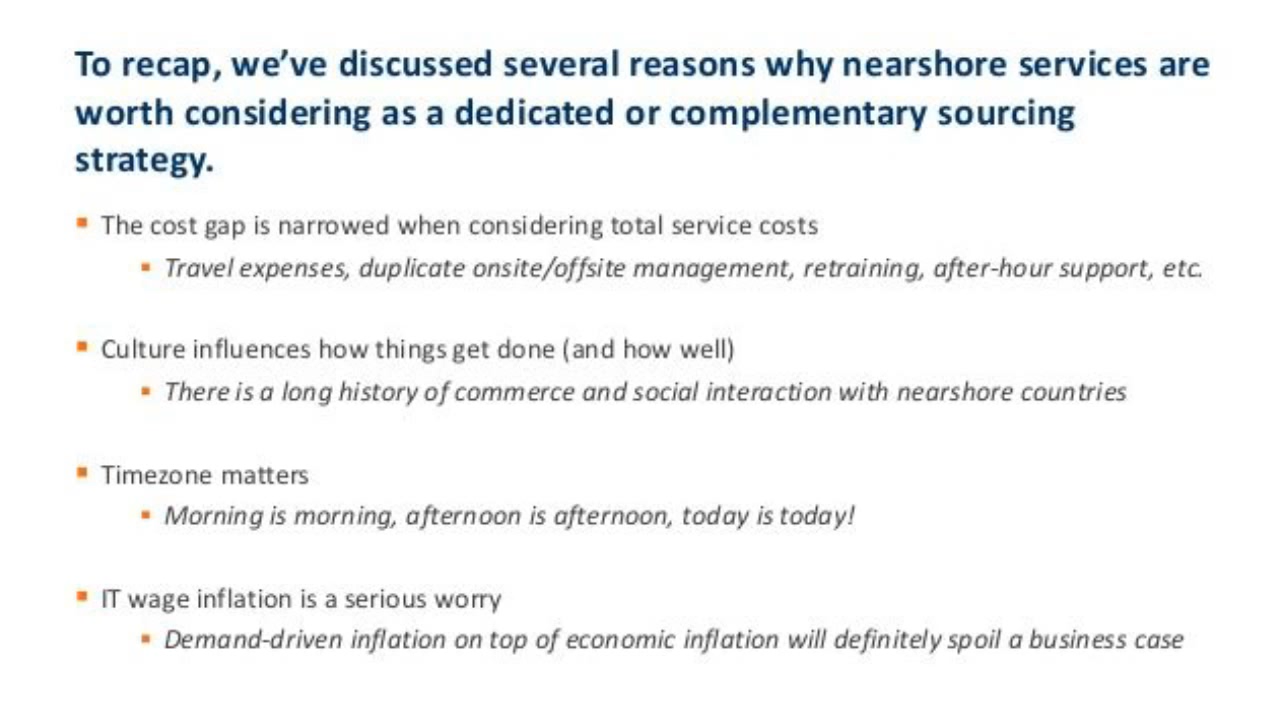 To recap, we’ve discussed several reasons why nearshore services are
worth considering as a dedicated or complementary sourcing
strategy.
▪ The cost gap is narrowed when considering total service costs
▪ Travel expenses, duplicate onsite/offsite management, retraining, after-hour support, etc.
▪ Culture influences how things get done (and how well)
▪ There is a long history of commerce and social interaction with nearshore countries
▪ Timezone matters
▪ Morning is morning, afternoon is afternoon, today is today!
▪ IT wage inflation is a serious worry
▪ Demand-driven inflation on top of economic inflation will definitely spoil a business case